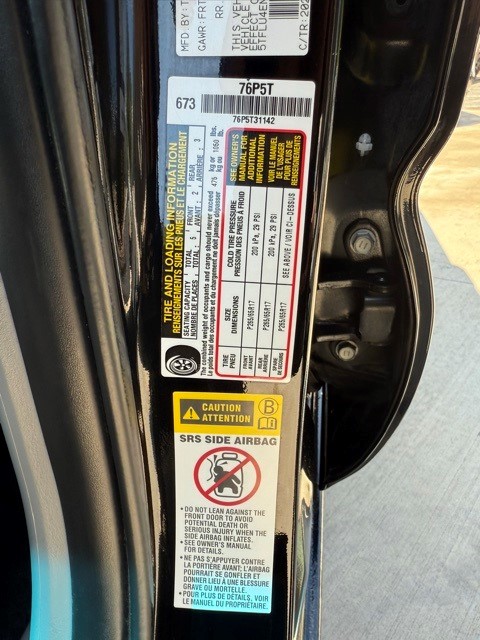 MFD BY: T
GAWR: FRT
RR
THIS VEH
VEHICLE
EFFECT O
5TFLU4EN
C/TR: 202
76P5T
673
76P5T31142
TIRE AND LOADING INFORMATION
RENSEIGNEMENTS SUR LES PNEUS ET LE CHARGEMENT
SEATING CAPACITY TOTAL : 5 FRONT : 2 REAR : 3
NOMBRE DE PLACES TOTAL : 5 AVANT : 2 ARRIÈRE : 3
The combined weight of occupants and cargo should never exceed 475 kg or 1050 lbs.
Le poids total des occupants et du chargement ne doit jamais dépasser 475 kg ou 1050 lb.
TIRE
PNEU
SIZE
DIMENSIONS
COLD TIRE PRESSURE
PRESSION DES PNEUS À FROID
SEE OWNER'S
MANUAL FOR
ADDITIONAL
INFORMATION
VOIR LE MANUEL
DE L'USAGER
POUR PLUS DE
RENSEIGNEMENTS
FRONT
AVANT
P265/65R17
200 kPa, 29 PSI
REAR
ARRIÈRE
P265/65R17
200 kPa, 29 PSI
SPARE
DE SECOURS
P265/65R17
SEE ABOVE / VOIR CI-DESSUS
CAUTION
ATTENTION
B
SRS SIDE AIRBAG
• DO NOT LEAN AGAINST THE
FRONT DOOR TO AVOID
POTENTIAL DEATH OR
SERIOUS INJURY WHEN THE
SIDE AIRBAG INFLATES.
• SEE OWNER'S MANUAL
FOR DETAILS.
• NE PAS S'APPUYER CONTRE
LA PORTIÈRE AVANT; L'AIRBAG
POURRAIT SE GONFLER ET
DONNER LIEU À UNE BLESSURE
GRAVE OU MORTELLE.
• POUR PLUS DE DÉTAILS, VOIR
LE MANUEL DU PROPRIÉTAIRE.